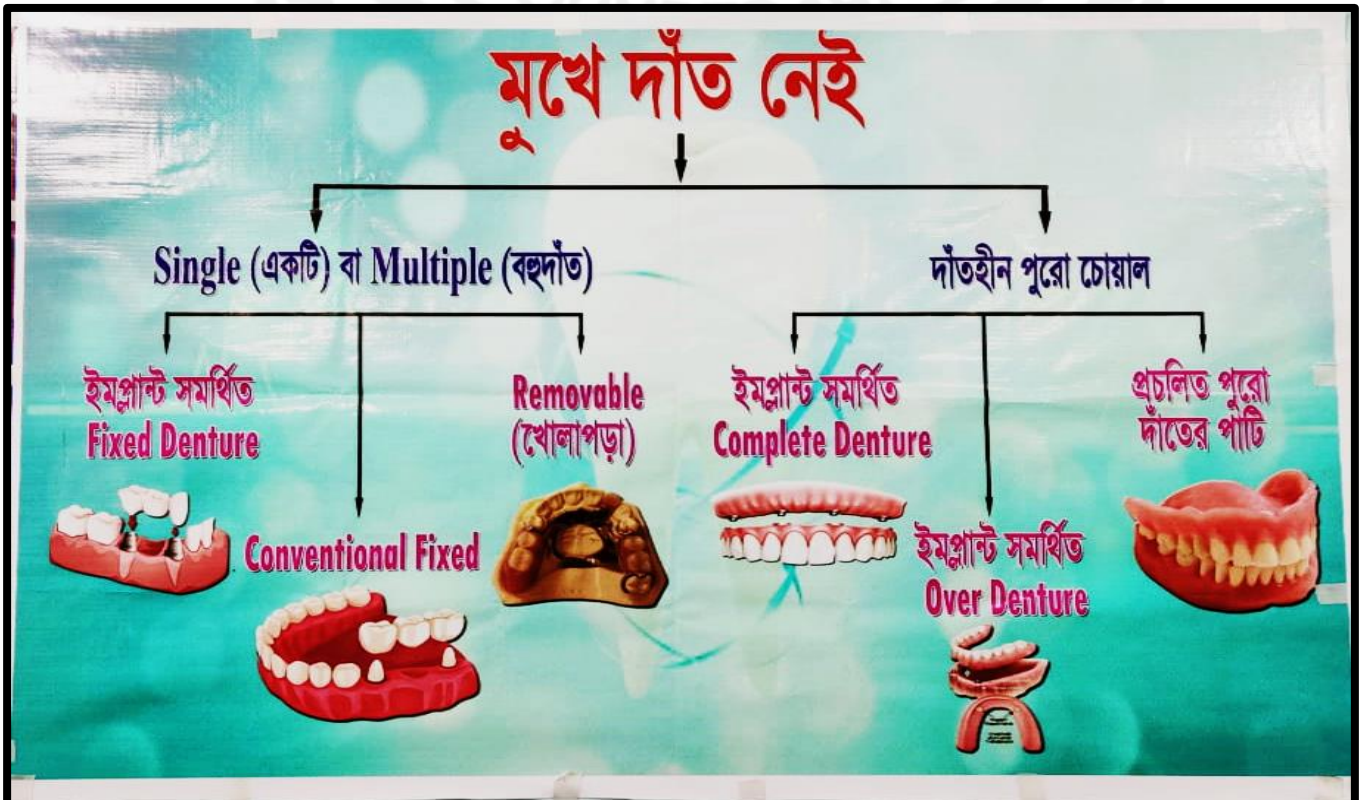 মুখে দাঁত নেই
Single (একটি) বা Multiple (বহুদাঁত)
দাঁতহীন পুরো চোয়াল
ইমপ্লান্ট সমর্থিত
Fixed Denture
Conventional Fixed
Removable
(খোলাপড়া)
ইমপ্লান্ট সমর্থিত
Complete Denture
ইমপ্লান্ট সমর্থিত
Over Denture
প্রচলিত পুরো
দাঁতের পাটি